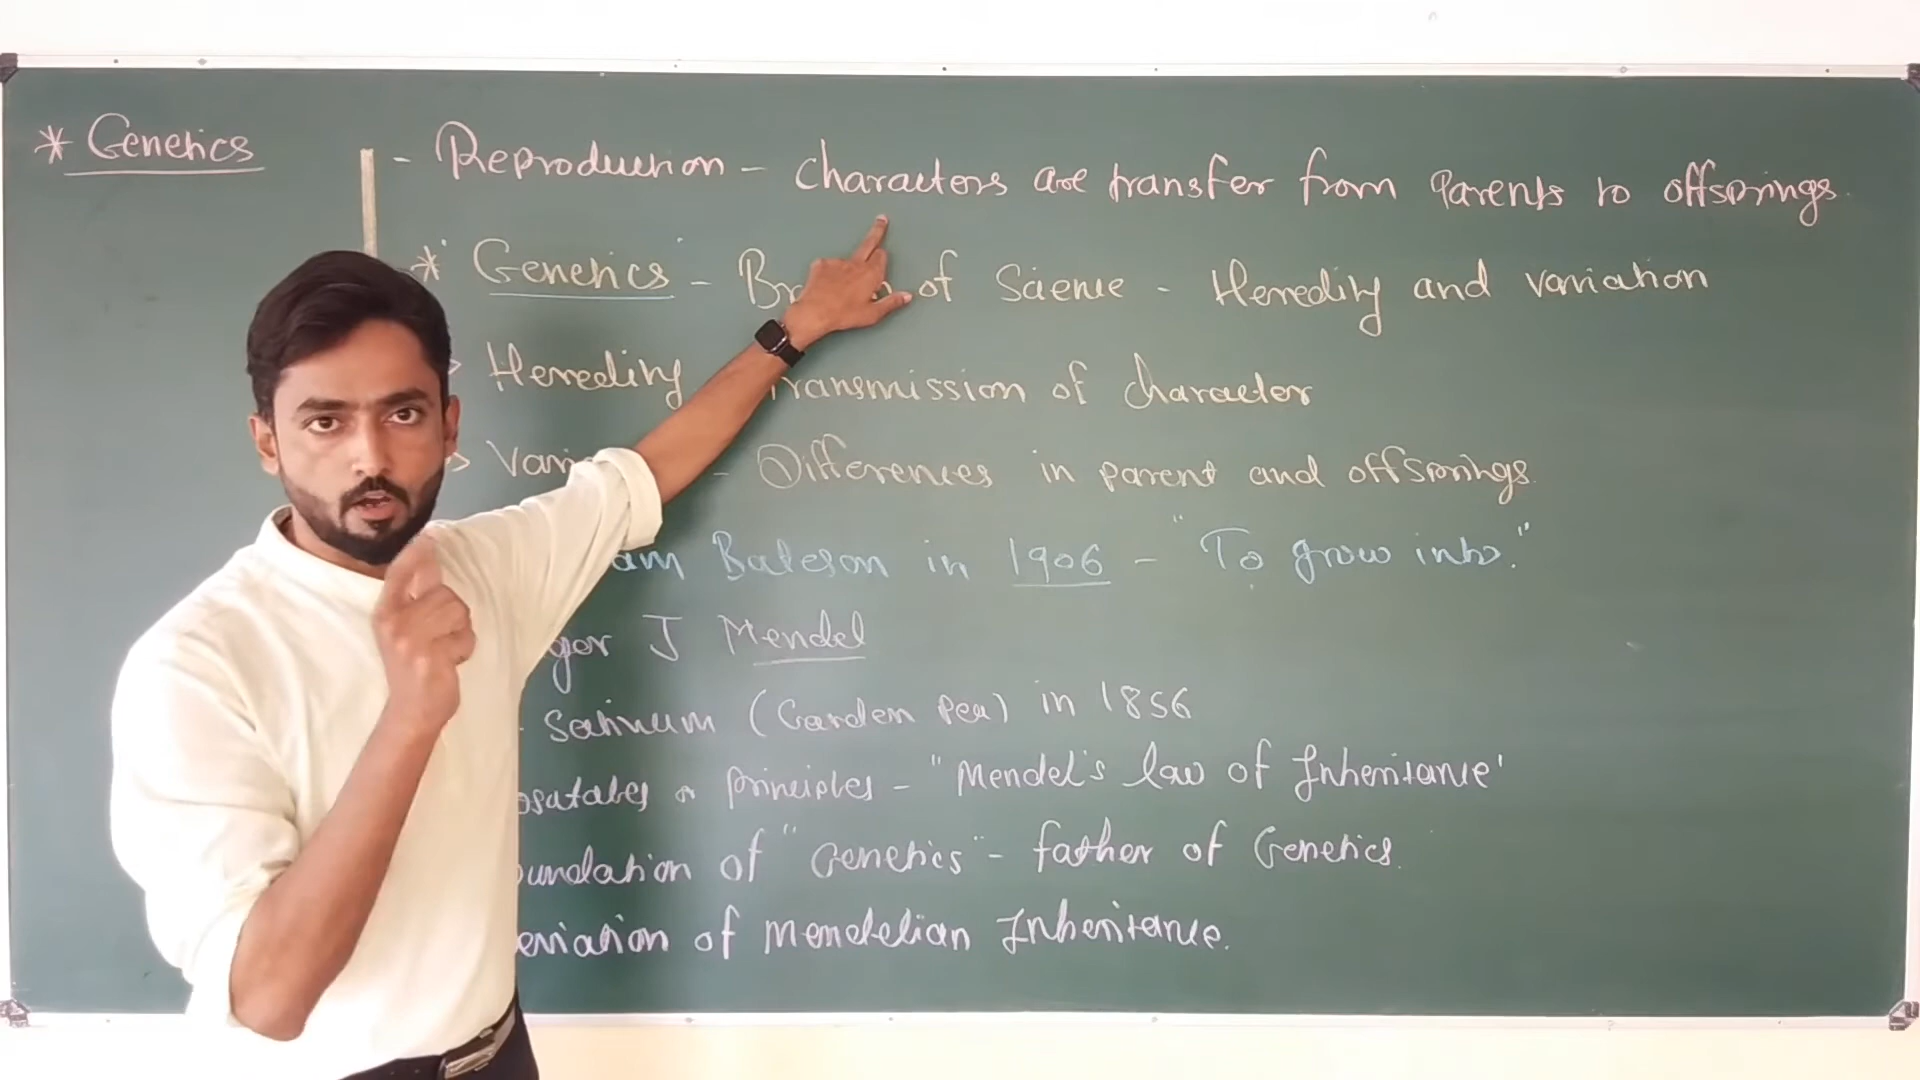 * Genetics
- Reproduction - characters are transfer from parents to offsprings.
* Genetics - of Science - Heredity and variation
> Heredity Transmission of character
> - Differences in parent and offsprings.
Bateson in 1906 - "To grow into."
J Mendel
Sativum (Garden Pea) in 1856
principles - "Mendel's law of Inheritance'
of "Genetics" - father of Genetics.
of Mendelian Inheritance.